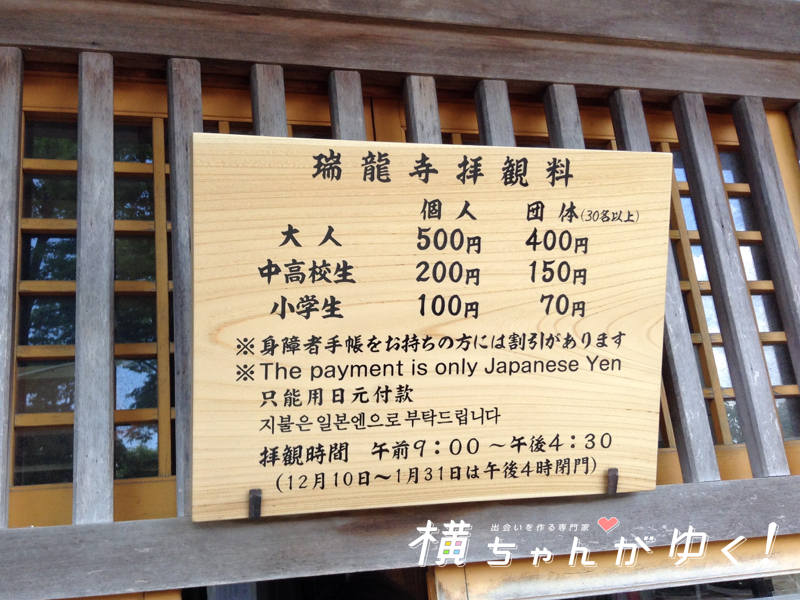 瑞龍寺拝観料
個人 団体(30名以上)
大人 500円 400円
中高校生 200円 150円
小学生 100円 70円
※身障者手帳をお持ちの方には割引があります
※The payment is only Japanese Yen
只能用日元付款
지불은 일본엔으로 부탁드립니다
拝観時間 午前9:00～午後4:30
(12月10日～1月31日は午後4時閉門)
出会いを作る専門家
横ちゃんがゆく!